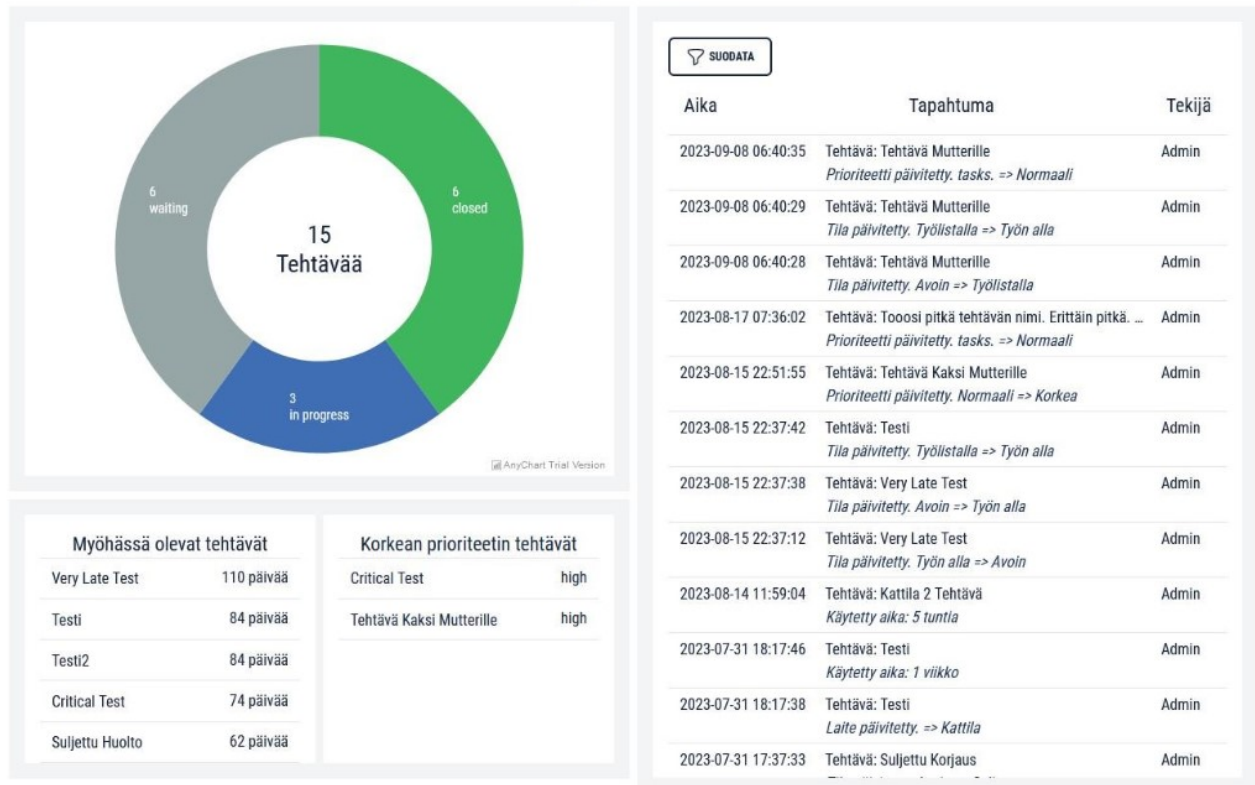 6
waiting
6
closed
15
Tehtävää
3
in progress
AnyChart Trial Version
Myöhässä olevat tehtävät
Very Late Test 110 päivää
Testi 84 päivää
Testi2 84 päivää
Critical Test 74 päivää
Suljettu Huolto 62 päivää
Korkean prioriteetin tehtävät
Critical Test high
Tehtävä Kaksi Mutterille high
SUODATA
Aika Tapahtuma Tekijä
2023-09-08 06:40:35 Tehtävä: Tehtävä Mutterille Admin
Prioriteetti päivitetty. tasks. => Normaali
2023-09-08 06:40:29 Tehtävä: Tehtävä Mutterille Admin
Tila päivitetty. Työlistalla => Työn alla
2023-09-08 06:40:28 Tehtävä: Tehtävä Mutterille Admin
Tila päivitetty. Avoin => Työlistalla
2023-08-17 07:36:02 Tehtävä: Tooosi pitkä tehtävän nimi. Erittäin pitkä. ... Admin
Prioriteetti päivitetty. tasks. => Normaali
2023-08-15 22:51:55 Tehtävä: Tehtävä Kaksi Mutterille Admin
Prioriteetti päivitetty. Normaali => Korkea
2023-08-15 22:37:42 Tehtävä: Testi Admin
Tila päivitetty. Työlistalla => Työn alla
2023-08-15 22:37:38 Tehtävä: Very Late Test Admin
Tila päivitetty. Avoin => Työn alla
2023-08-15 22:37:12 Tehtävä: Very Late Test Admin
Tila päivitetty. Työn alla => Avoin
2023-08-14 11:59:04 Tehtävä: Kattila 2 Tehtävä Admin
Käytetty aika: 5 tuntia
2023-07-31 18:17:46 Tehtävä: Testi Admin
Käytetty aika: 1 viikko
2023-07-31 18:17:38 Tehtävä: Testi Admin
Laite päivitetty. => Kattila
2023-07-31 17:37:33 Tehtävä: Suljettu Korjaus Admin